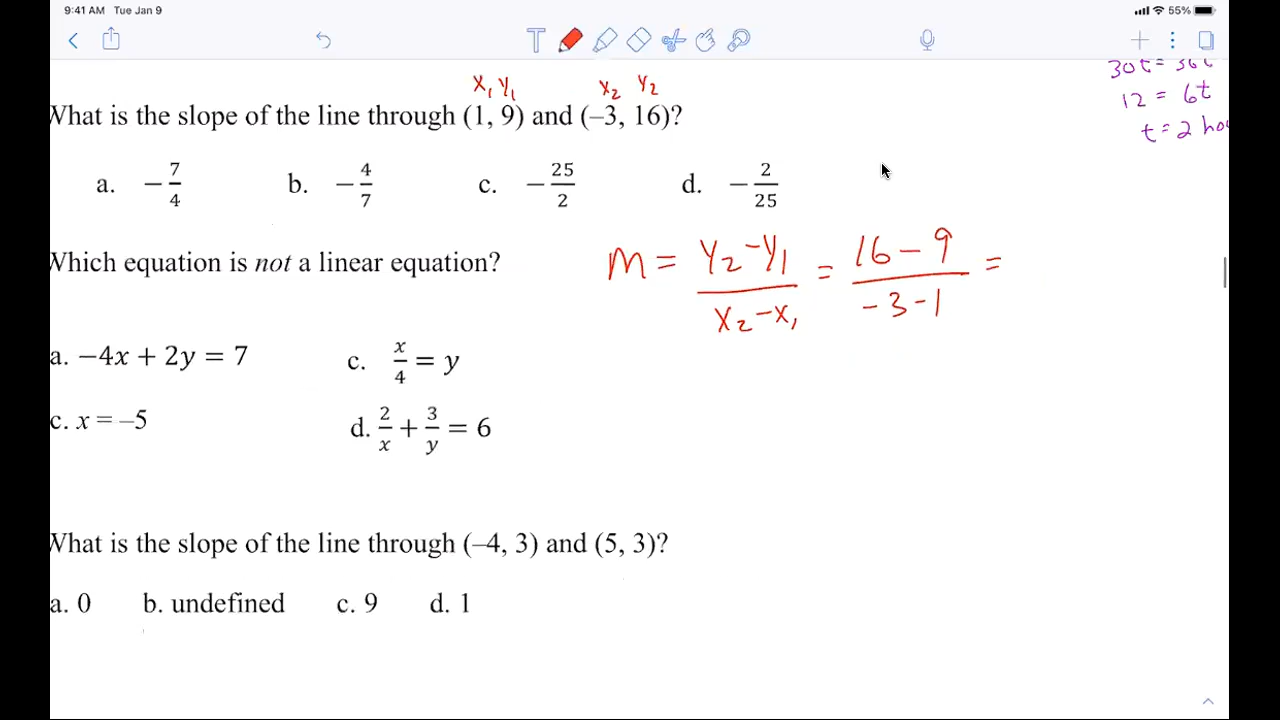 9:41 AM Tue Jan 9
55%
30t = 36t
12 = 6t
t = 2
x₁ y₁ x₂ y₂
What is the slope of the line through (1, 9) and (–3, 16)?
a. −7/4 b. −4/7 c. −25/2 d. −2/25
m = y₂-y₁/x₂-x₁ = 16-9/-3-1 =
Which equation is not a linear equation?
a. −4x + 2y = 7 c. x/4 = y
c. x = –5 d. 2/x + 3/y = 6
What is the slope of the line through (–4, 3) and (5, 3)?
a. 0 b. undefined c. 9 d. 1